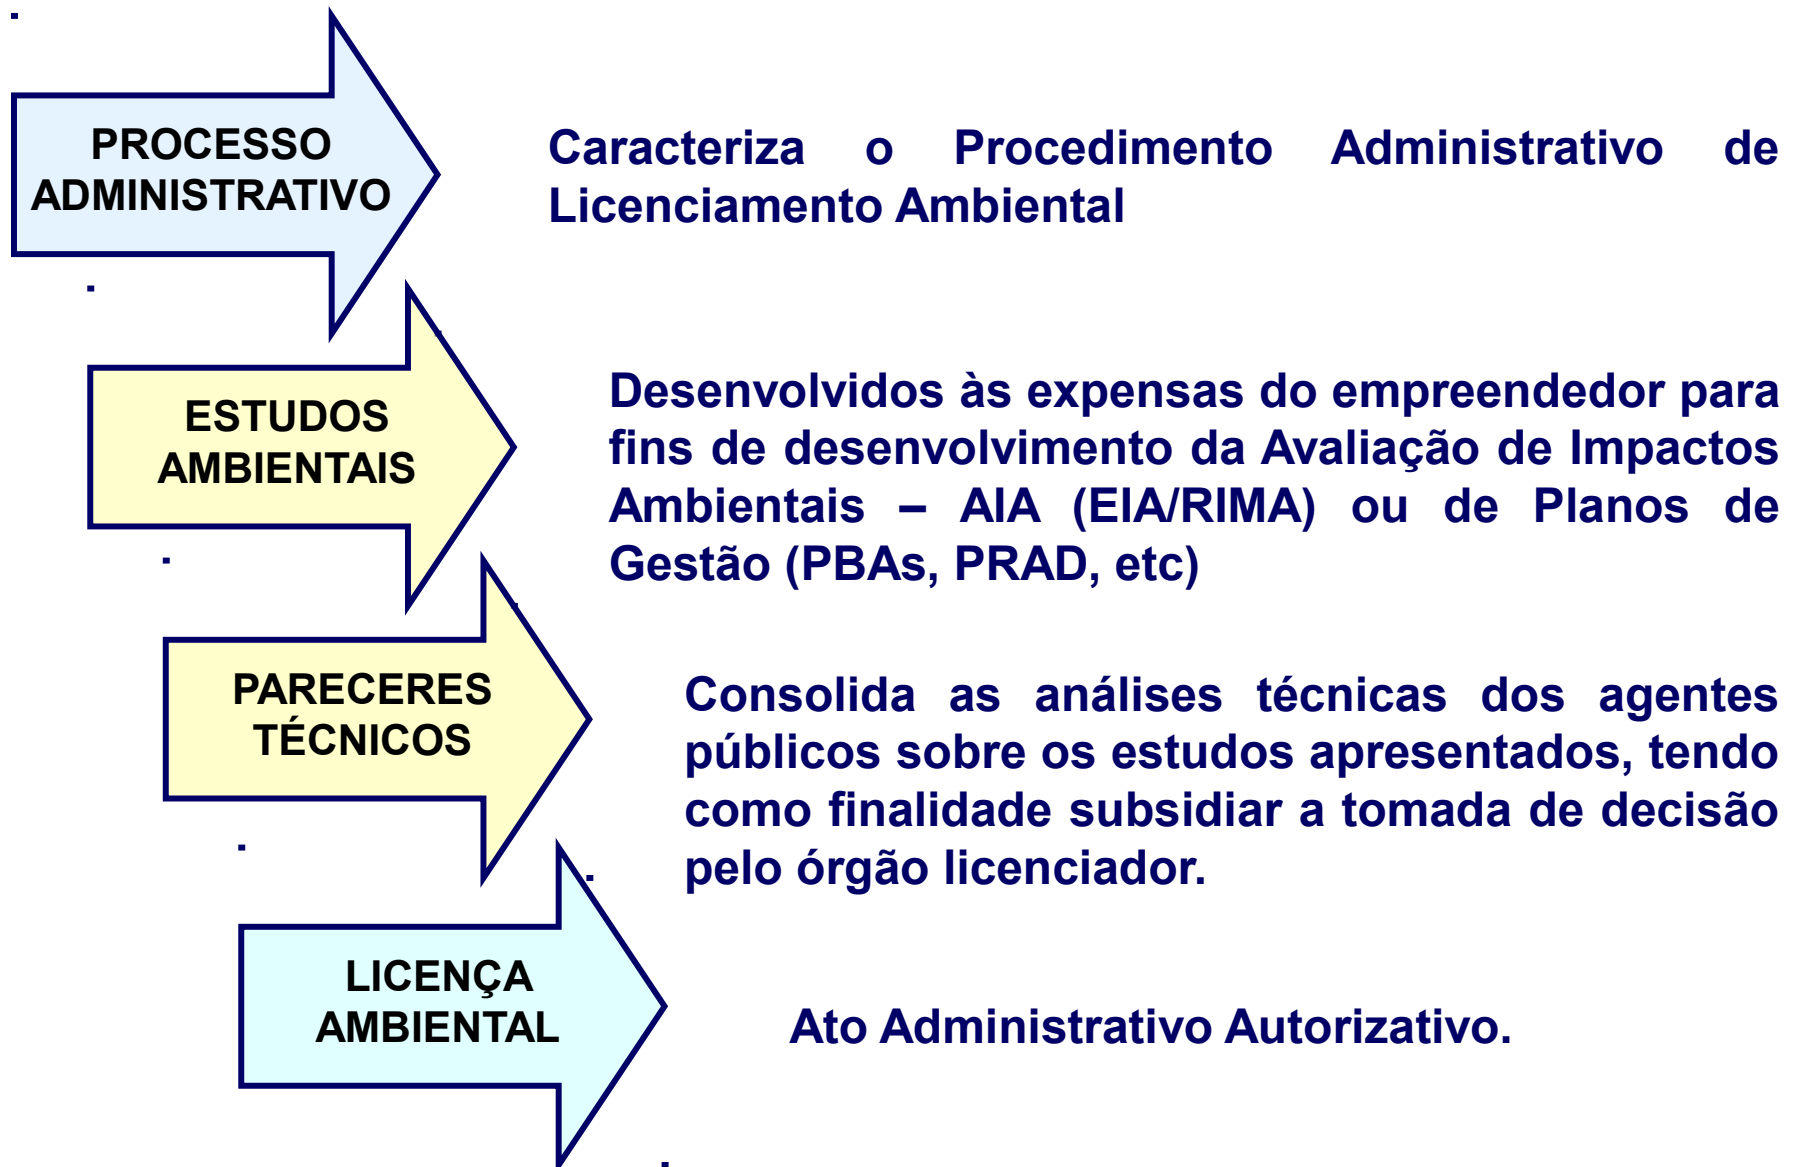 PROCESSO
ADMINISTRATIVO
Caracteriza o Procedimento Administrativo de
Licenciamento Ambiental
ESTUDOS
AMBIENTAIS
Desenvolvidos às expensas do empreendedor para
fins de desenvolvimento da Avaliação de Impactos
Ambientais – AIA (EIA/RIMA) ou de Planos de
Gestão (PBAs, PRAD, etc)
PARECERES
TÉCNICOS
Consolida as análises técnicas dos agentes
públicos sobre os estudos apresentados, tendo
como finalidade subsidiar a tomada de decisão
pelo órgão licenciador.
LICENÇA
AMBIENTAL
Ato Administrativo Autorizativo.